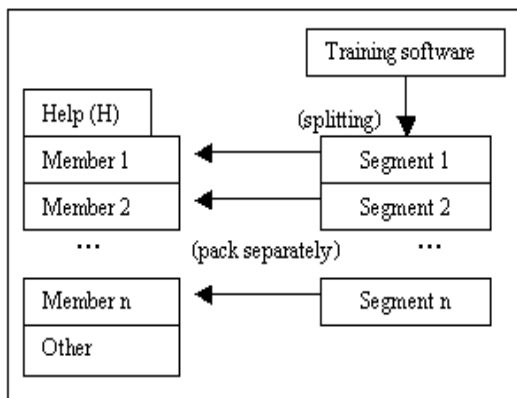 Training software
Help (H)
(splitting)
Member 1
Segment 1
Member 2
Segment 2
...
(pack separately)
...
Member n
Segment n
Other